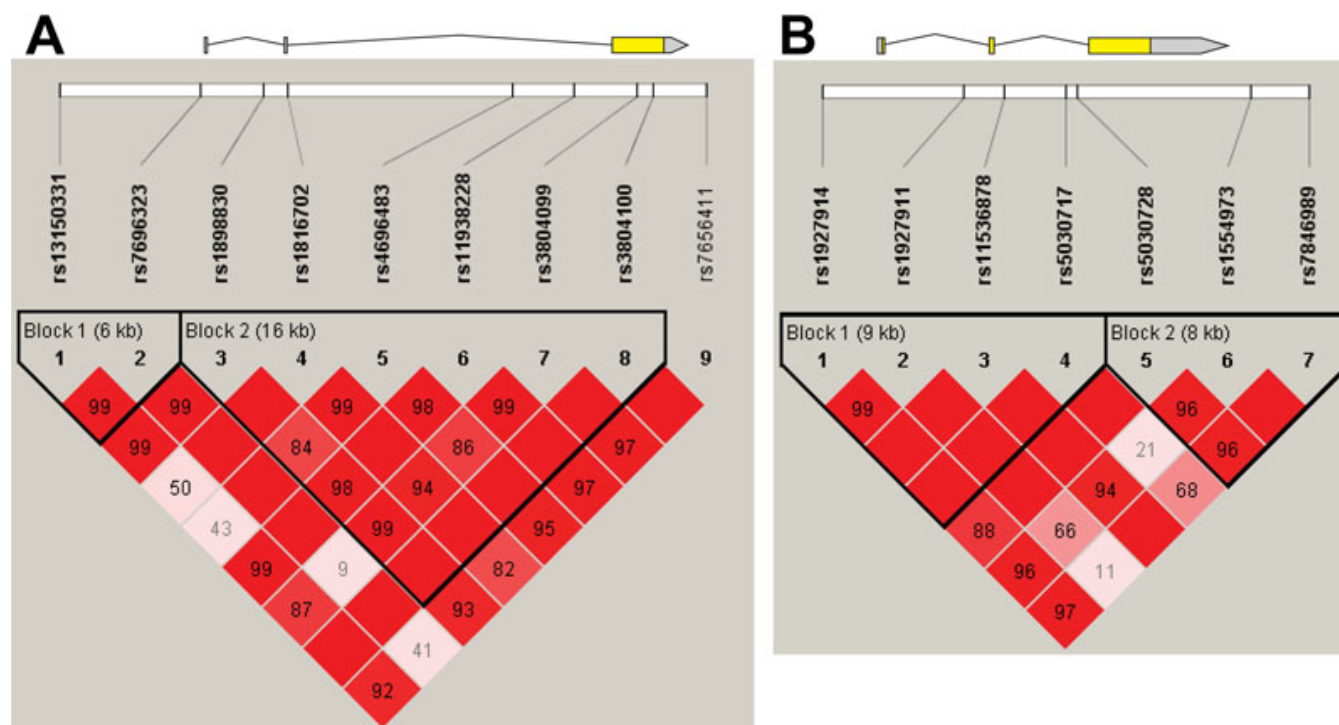 A
B
rs13150331
rs7696323
rs1898830
rs1816702
rs4696483
rs11938228
rs3804099
rs3804100
rs7656411
rs1927914
rs1927911
rs11536878
rs5030717
rs5030728
rs1554973
rs7846989
Block 1 (6 kb) Block 2 (16 kb)
1 2 3 4 5 6 7 8 9
99 99 99 98 99
99 84 86 97
50 98 94 97
43 99 95
99 9 82
87 93
41
92
Block 1 (9 kb) Block 2 (8 kb)
1 2 3 4 5 6 7
99 96
21 96
94 68
88 66
96 11
97